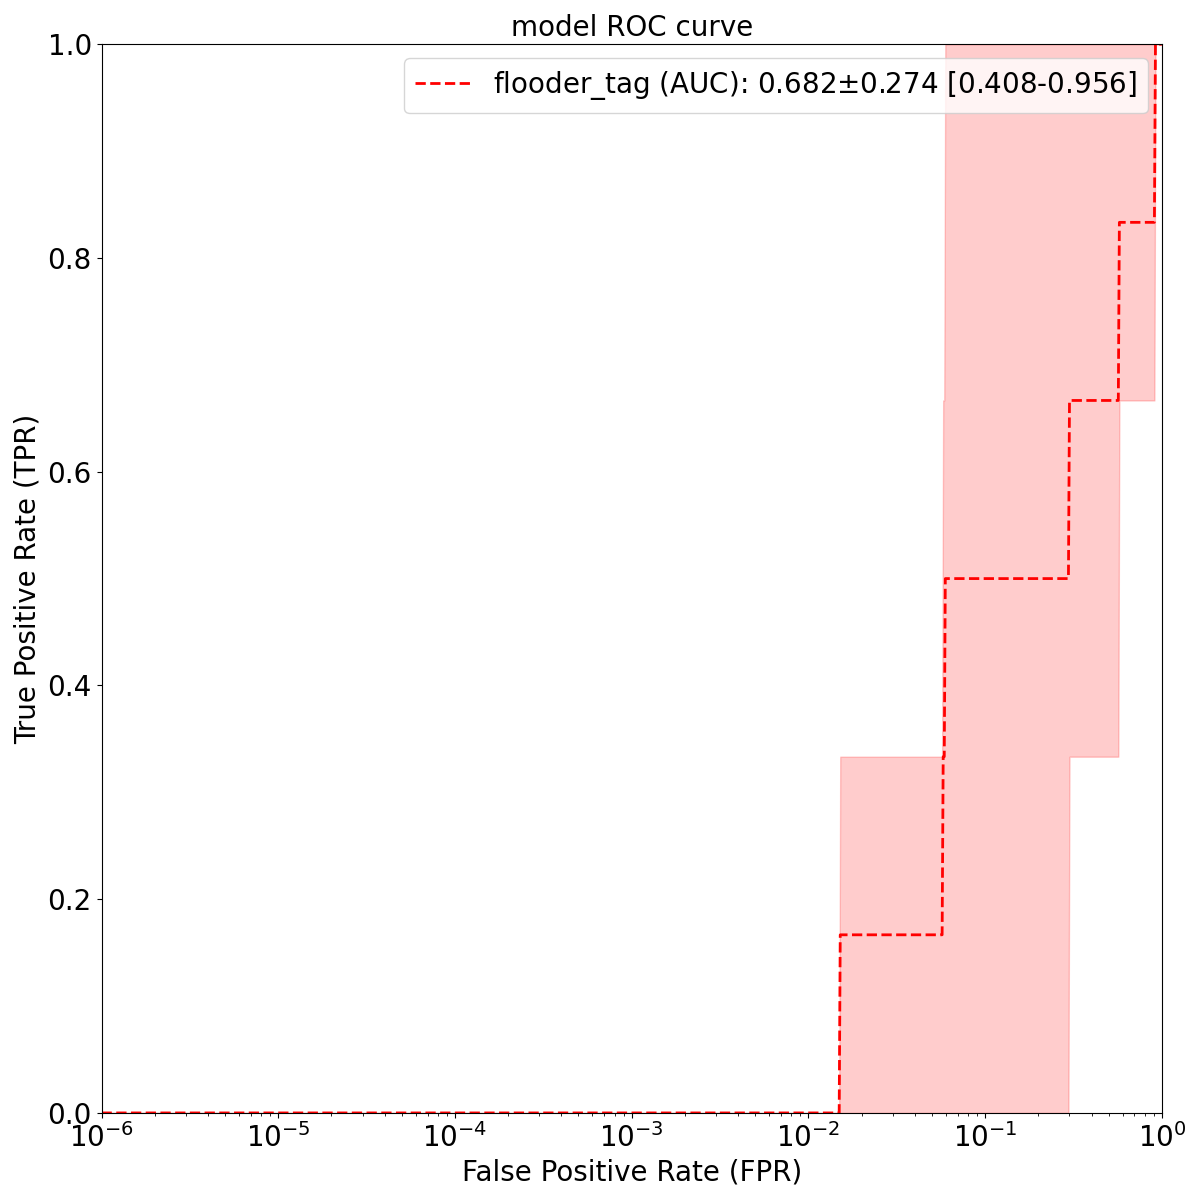 model ROC curve
flooder_tag (AUC): 0.682±0.274 [0.408-0.956]
True Positive Rate (TPR)
1.0
0.8
0.6
0.4
0.2
0.0
10⁻⁶ 10⁻⁵ 10⁻⁴ 10⁻³ 10⁻² 10⁻¹ 10⁰
False Positive Rate (FPR)